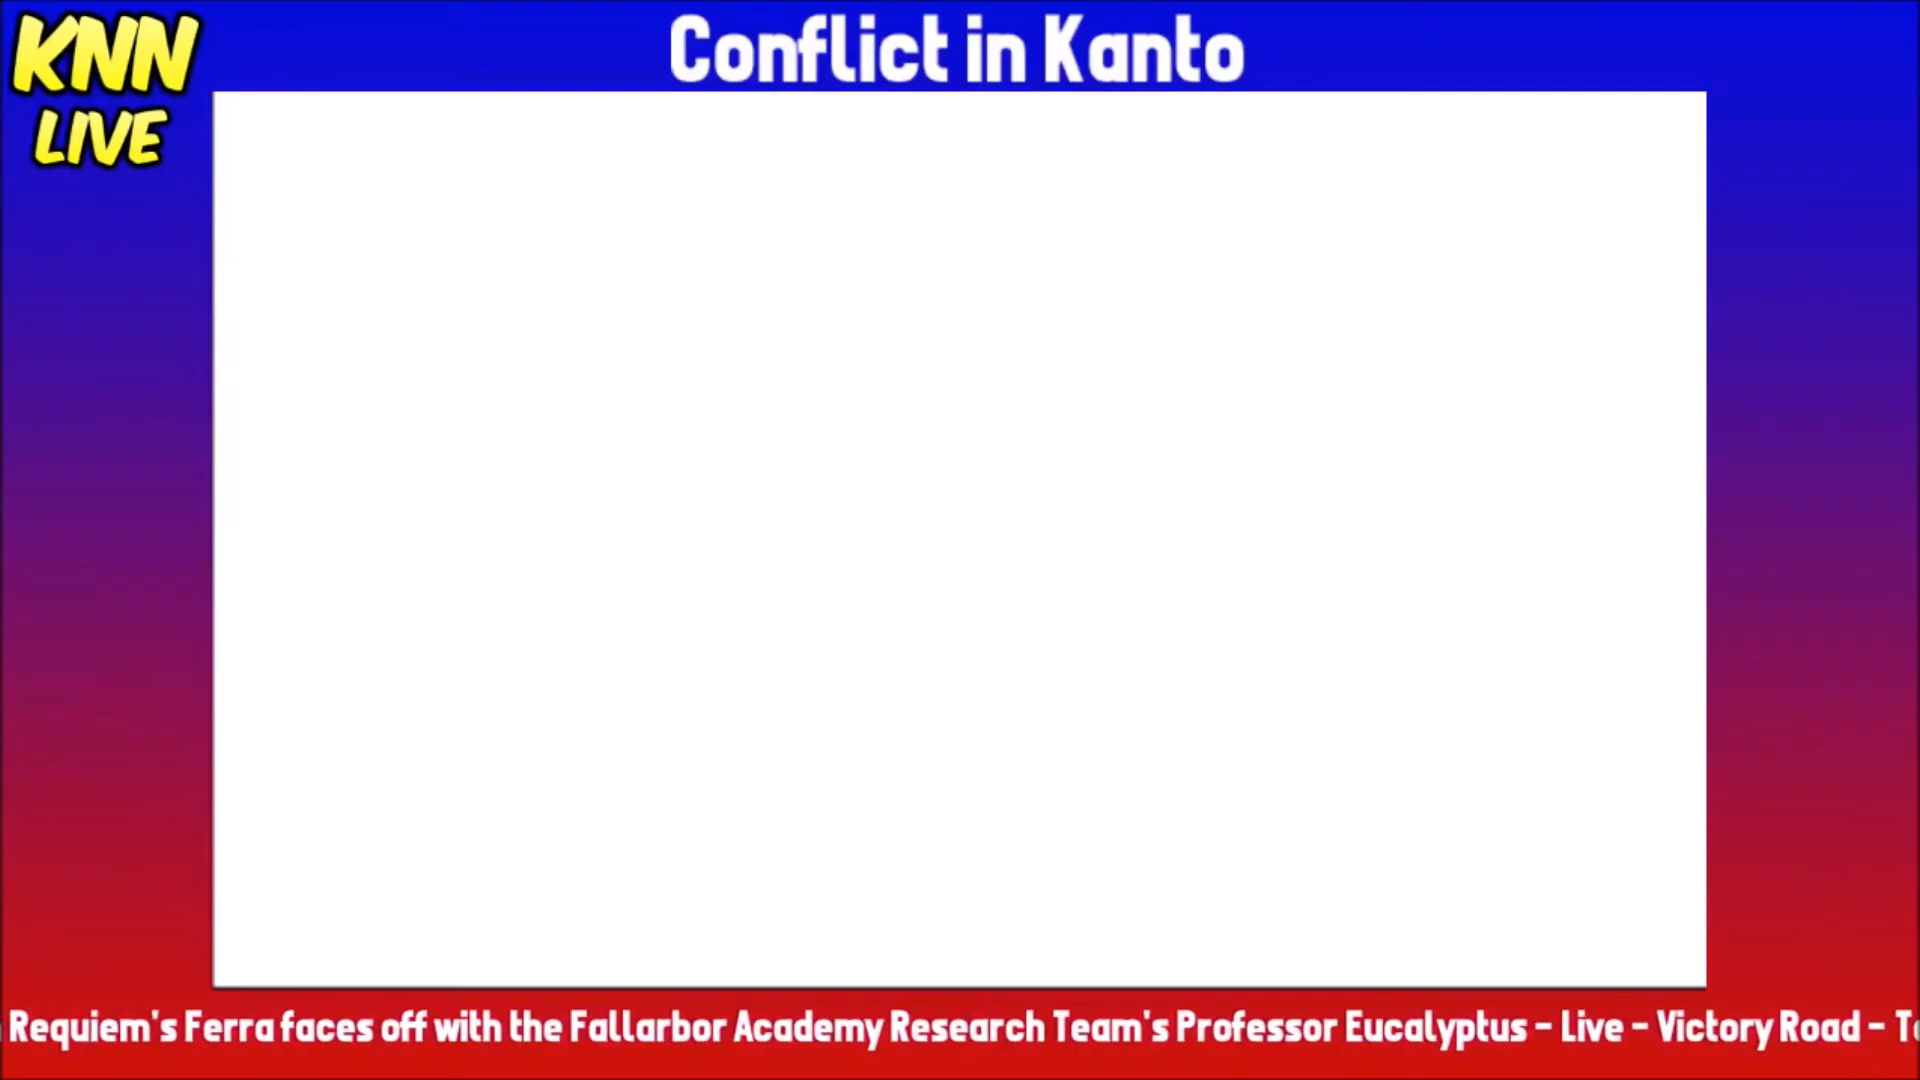 KNN
LIVE
Conflict in Kanto
Requiem's Ferra faces off with the Fallarbor Academy Research Team's Professor Eucalyptus - Live - Victory Road -